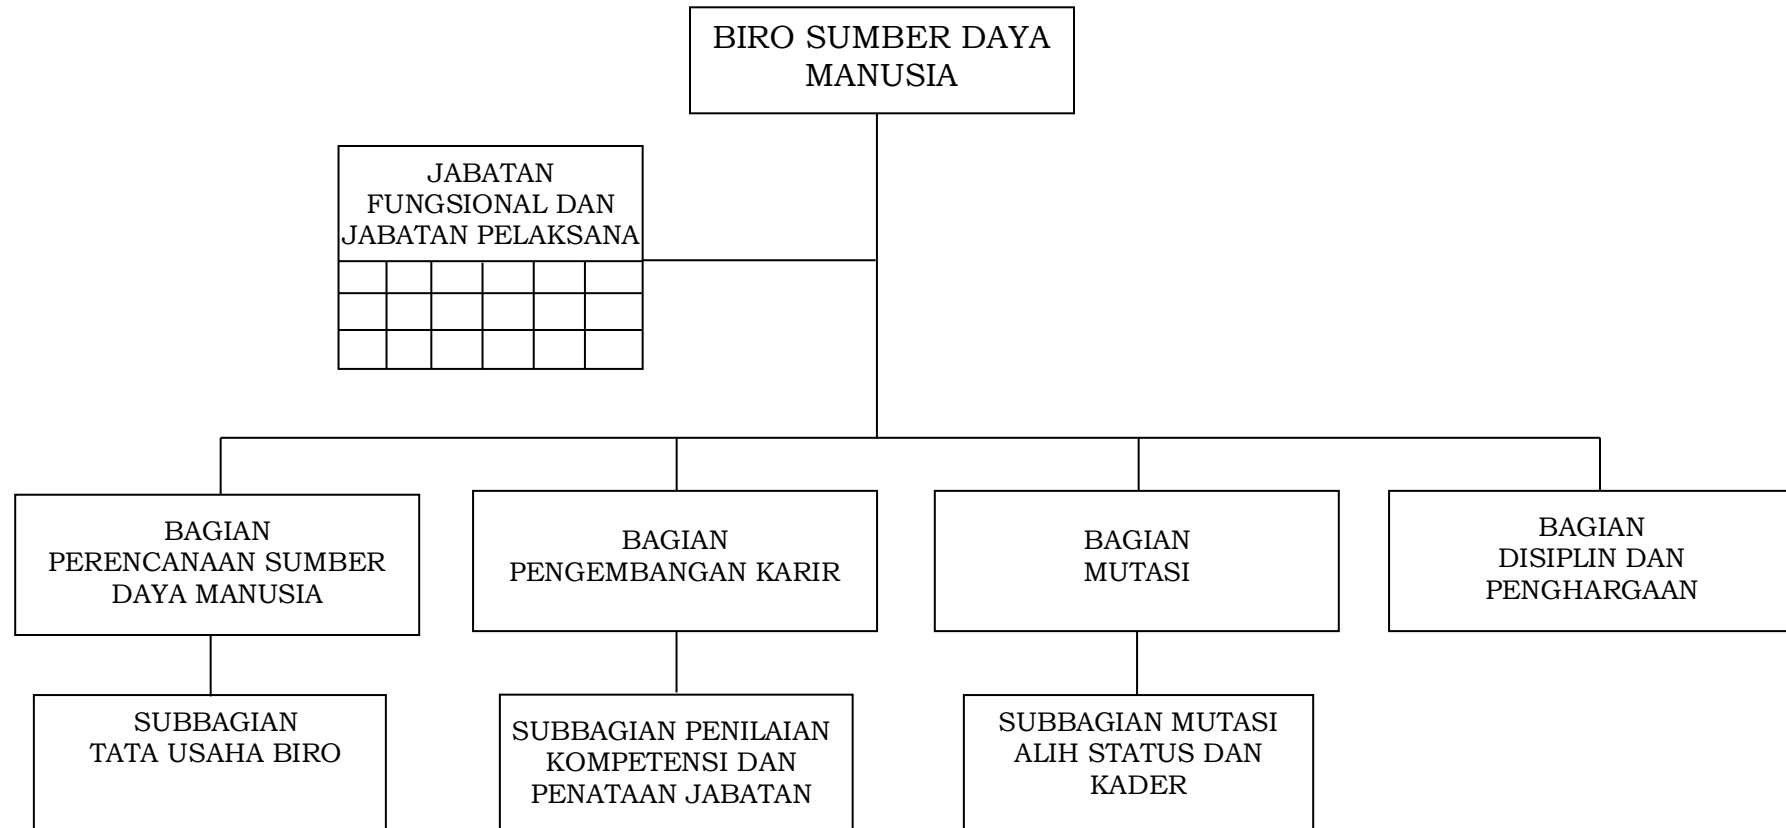 BIRO SUMBER DAYA
MANUSIA
JABATAN
FUNGSIONAL DAN
JABATAN PELAKSANA
BAGIAN
PERENCANAAN SUMBER
DAYA MANUSIA
BAGIAN
PENGEMBANGAN KARIR
BAGIAN
MUTASI
BAGIAN
DISIPLIN DAN
PENGHARGAAN
SUBBAGIAN
TATA USAHA BIRO
SUBBAGIAN PENILAIAN
KOMPETENSI DAN
PENATAAN JABATAN
SUBBAGIAN MUTASI
ALIH STATUS DAN
KADER